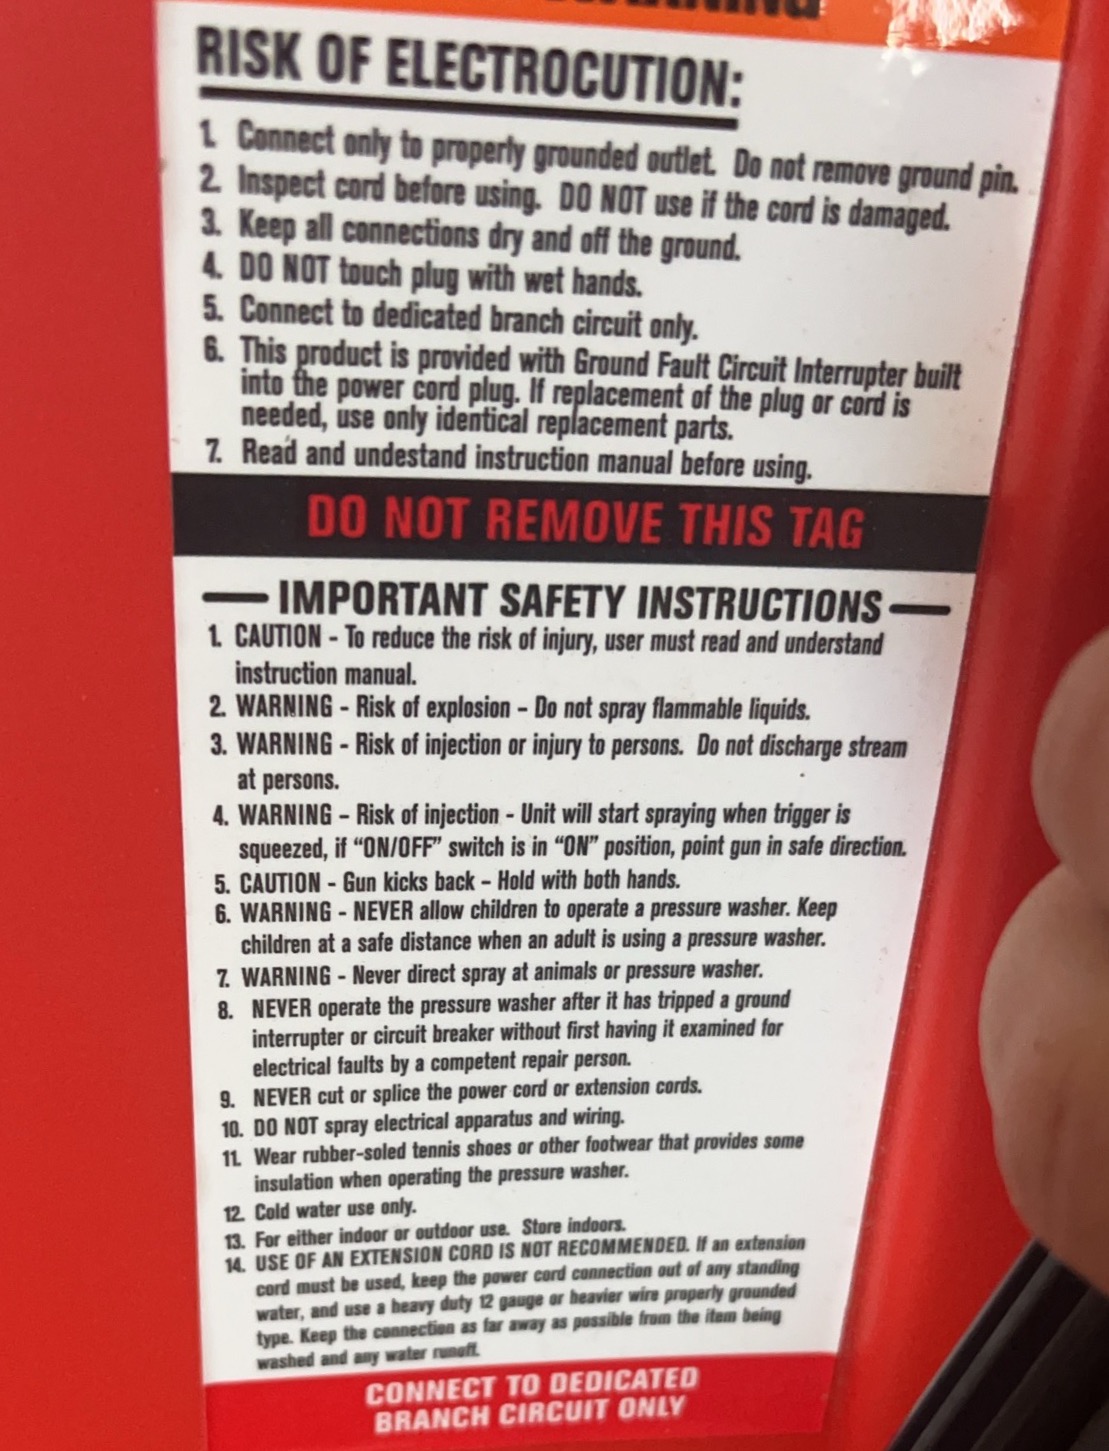 WARNING
RISK OF ELECTROCUTION:
1. Connect only to properly grounded outlet. Do not remove ground pin.
2. Inspect cord before using. DO NOT use if the cord is damaged.
3. Keep all connections dry and off the ground.
4. DO NOT touch plug with wet hands.
5. Connect to dedicated branch circuit only.
6. This product is provided with Ground Fault Circuit Interrupter built
into the power cord plug. If replacement of the plug or cord is
needed, use only identical replacement parts.
7. Read and undestand instruction manual before using.
DO NOT REMOVE THIS TAG
— IMPORTANT SAFETY INSTRUCTIONS —
1. CAUTION - To reduce the risk of injury, user must read and understand
instruction manual.
2. WARNING - Risk of explosion - Do not spray flammable liquids.
3. WARNING - Risk of injection or injury to persons. Do not discharge stream
at persons.
4. WARNING - Risk of injection - Unit will start spraying when trigger is
squeezed, if “ON/OFF” switch is in “ON” position, point gun in safe direction.
5. CAUTION - Gun kicks back - Hold with both hands.
6. WARNING - NEVER allow children to operate a pressure washer. Keep
children at a safe distance when an adult is using a pressure washer.
7. WARNING - Never direct spray at animals or pressure washer.
8. NEVER operate the pressure washer after it has tripped a ground
interrupter or circuit breaker without first having it examined for
electrical faults by a competent repair person.
9. NEVER cut or splice the power cord or extension cords.
10. DO NOT spray electrical apparatus and wiring.
11. Wear rubber-soled tennis shoes or other footwear that provides some
insulation when operating the pressure washer.
12. Cold water use only.
13. For either indoor or outdoor use. Store indoors.
14. USE OF AN EXTENSION CORD IS NOT RECOMMENDED. If an extension
cord must be used, keep the power cord connection out of any standing
water, and use a heavy duty 12 gauge or heavier wire properly grounded
type. Keep the connection as far away as possible from the item being
washed and any water runoff.
CONNECT TO DEDICATED
BRANCH CIRCUIT ONLY